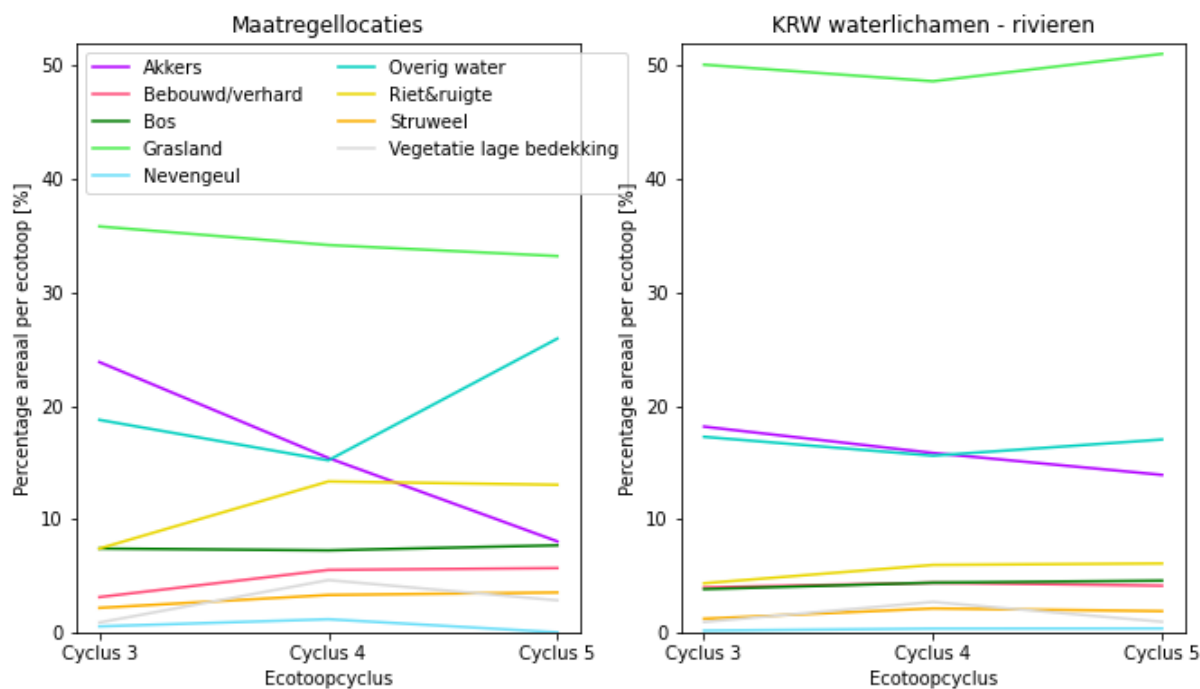 Maatregellocaties
Percentage areaal per ecotoop [%]
50
40
30
20
10
0
Akkers
Bebouwd/verhard
Bos
Grasland
Nevengeul
Overig water
Riet&ruigte
Struweel
Vegetatie lage bedekking
Cyclus 3
Cyclus 4
Cyclus 5
Ecotoopcyclus
KRW waterlichamen - rivieren
Percentage areaal per ecotoop [%]
50
40
30
20
10
0
Cyclus 3
Cyclus 4
Cyclus 5
Ecotoopcyclus